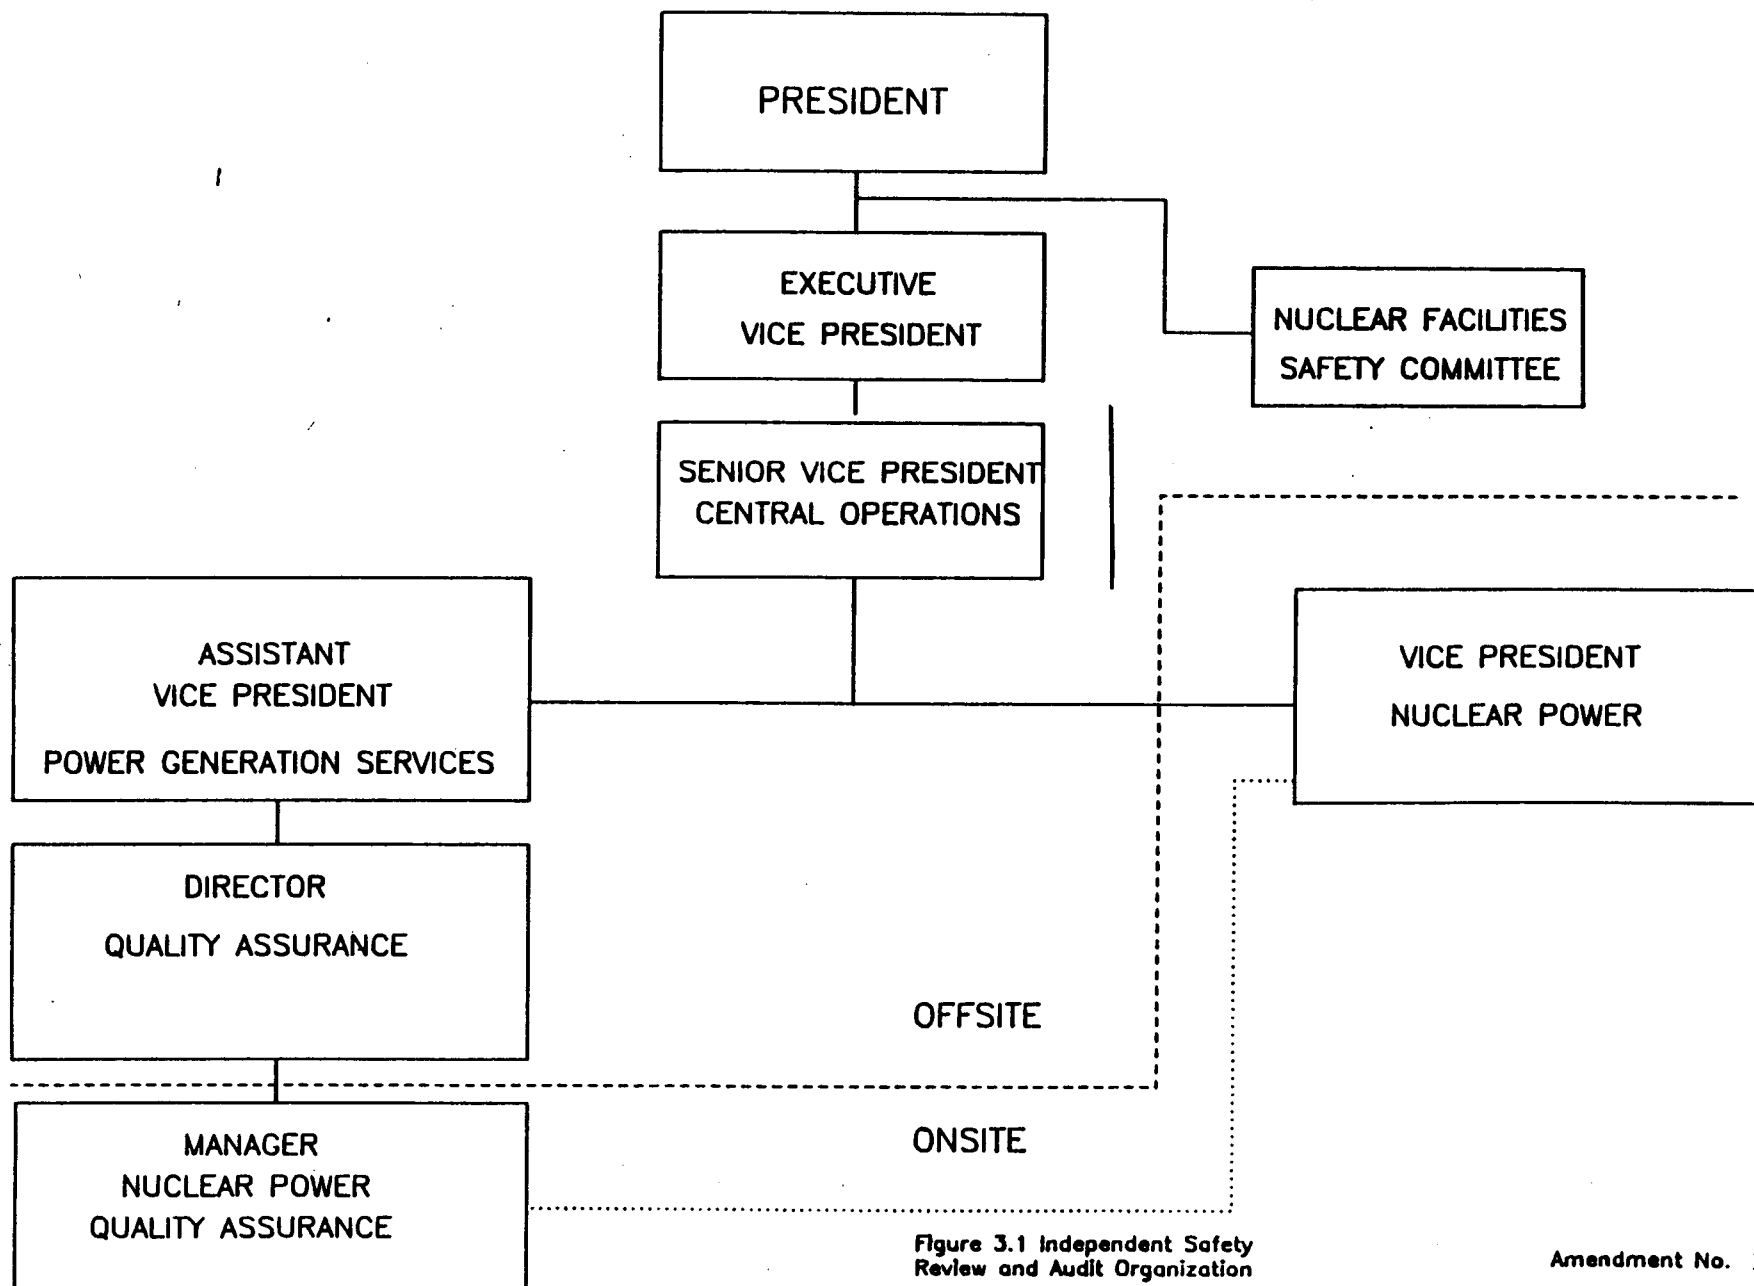 PRESIDENT
EXECUTIVE
VICE PRESIDENT
NUCLEAR FACILITIES
SAFETY COMMITTEE
SENIOR VICE PRESIDENT
CENTRAL OPERATIONS
ASSISTANT
VICE PRESIDENT
POWER GENERATION SERVICES
VICE PRESIDENT
NUCLEAR POWER
DIRECTOR
QUALITY ASSURANCE
OFFSITE
ONSITE
MANAGER
NUCLEAR POWER
QUALITY ASSURANCE
Figure 3.1 Independent Safety
Review and Audit Organization
Amendment No.